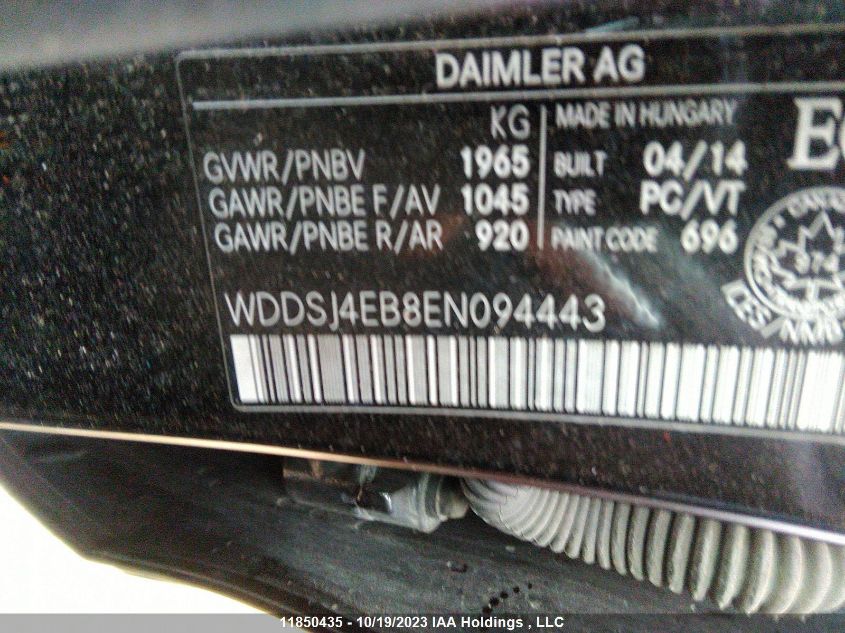 DAIMLER AG
KG
MADE IN HUNGARY
GVWR/PNBV 1965
BUILT 04/14
GAWR/PNBE F/AV 1045
TYPE PC/VT
GAWR/PNBE R/AR 920
PAINT CODE 696
WDDSJ4EB8EN094443
11850435 - 10/19/2023 IAA Holdings , LLC